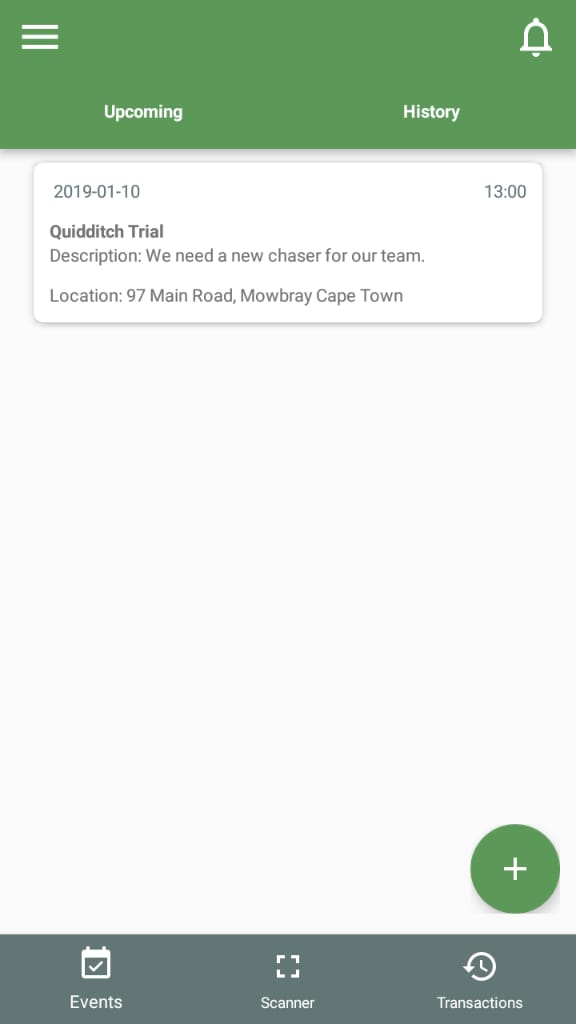 Upcoming
History
2019-01-10
13:00
Quidditch Trial
Description: We need a new chaser for our team.
Location: 97 Main Road, Mowbray Cape Town
Events
Scanner
Transactions